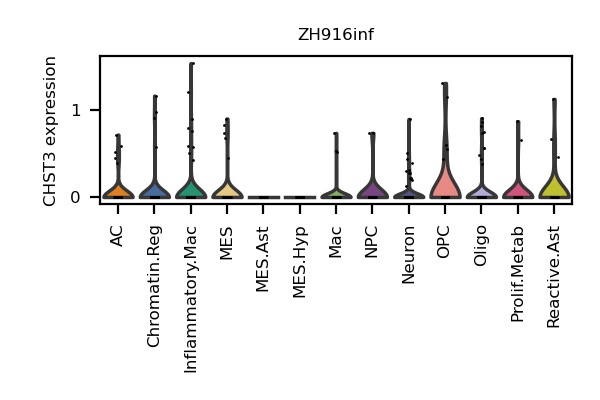 ZH916inf
CHST3 expression
1
0
AC
Chromatin.Reg
Inflammatory.Mac
MES
MES.Ast
MES.Hyp
Mac
NPC
Neuron
OPC
Oligo
Prolif.Metab
Reactive.Ast